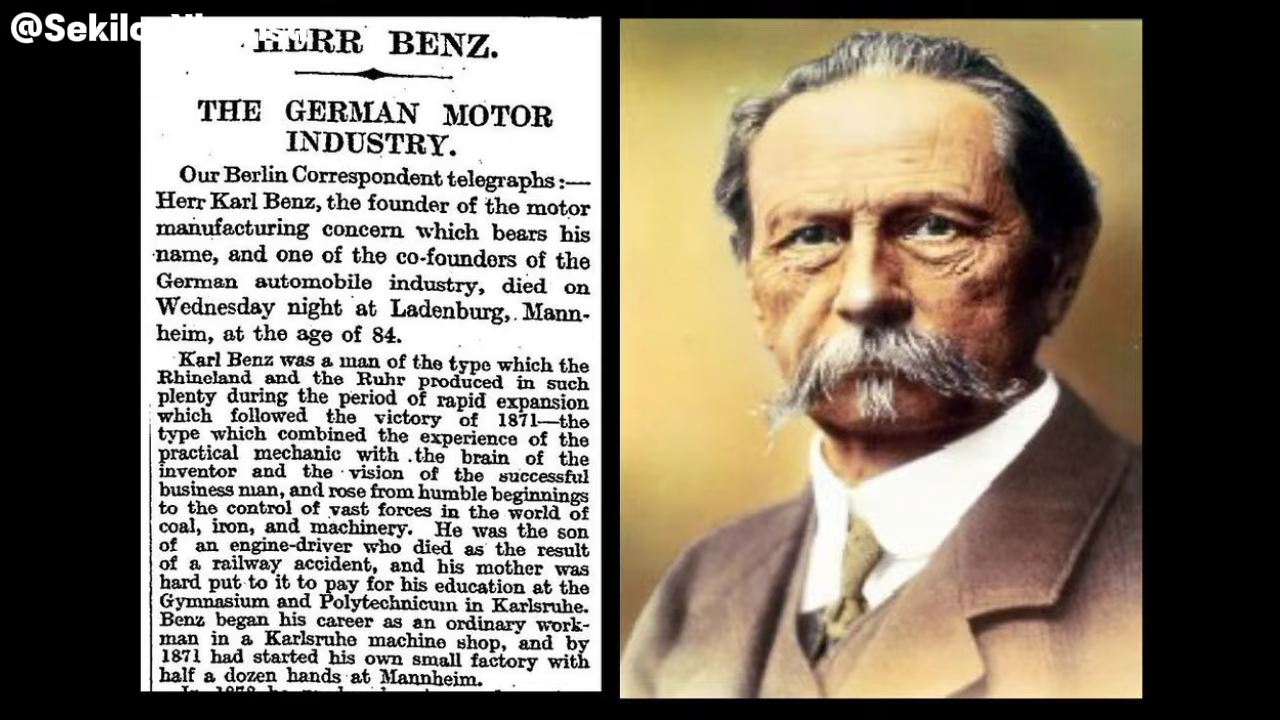 @Sekilo
HERR BENZ.
THE GERMAN MOTOR
INDUSTRY.
Our Berlin Correspondent telegraphs:—
Herr Karl Benz, the founder of the motor
manufacturing concern which bears his
name, and one of the co-founders of the
German automobile industry, died on
Wednesday night at Ladenburg, Mann-
heim, at the age of 84.
Karl Benz was a man of the type which the
Rhineland and the Ruhr produced in such
plenty during the period of rapid expansion
which followed the victory of 1871—the
type which combined the experience of the
practical mechanic with the brain of the
inventor and the vision of the successful
business man, and rose from humble beginnings
to the control of vast forces in the world of
coal, iron, and machinery. He was the son
of an engine-driver who died as the result
of a railway accident, and his mother was
hard put to it to pay for his education at the
Gymnasium and Polytechnicum in Karlsruhe.
Benz began his career as an ordinary work-
man in a Karlsruhe machine shop, and by
1871 had started his own small factory with
half a dozen hands at Mannheim.